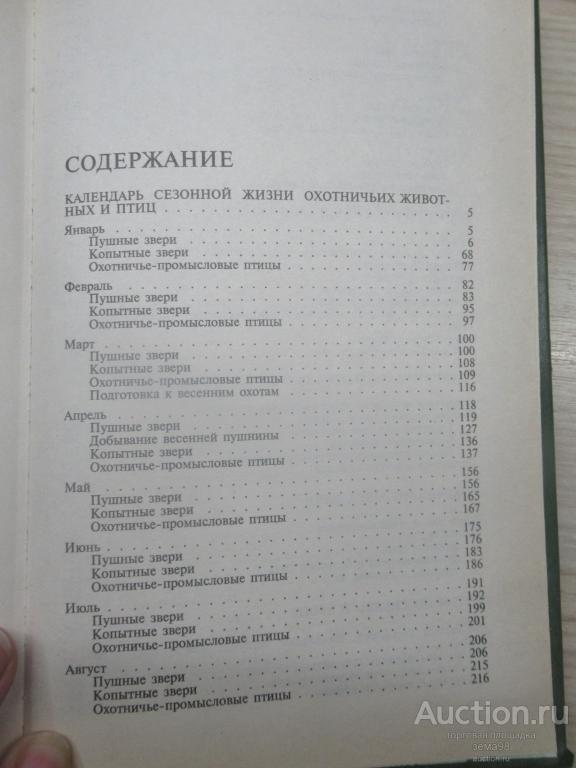 СОДЕРЖАНИЕ
КАЛЕНДАРЬ СЕЗОННОЙ ЖИЗНИ ОХОТНИЧЬИХ ЖИВОТ-
НЫХ И ПТИЦ . . . . . . . . . . 5
Январь . . . . . . . . . . 5
Пушные звери . . . . . . . . . . 6
Копытные звери . . . . . . . . . . 68
Охотничье-промысловые птицы . . . . . . . . . . 77
Февраль . . . . . . . . . . 82
Пушные звери . . . . . . . . . . 83
Копытные звери . . . . . . . . . . 95
Охотничье-промысловые птицы . . . . . . . . . . 97
Март . . . . . . . . . . 100
Пушные звери . . . . . . . . . . 100
Копытные звери . . . . . . . . . . 108
Охотничье-промысловые птицы . . . . . . . . . . 109
Подготовка к весенним охотам . . . . . . . . . . 116
Апрель . . . . . . . . . . 118
Пушные звери . . . . . . . . . . 119
Добывание весенней пушнины . . . . . . . . . . 127
Копытные звери . . . . . . . . . . 136
Охотничье-промысловые птицы . . . . . . . . . . 137
Май . . . . . . . . . . 156
Пушные звери . . . . . . . . . . 156
Копытные звери . . . . . . . . . . 165
Охотничье-промысловые птицы . . . . . . . . . . 167
Июнь . . . . . . . . . . 175
Пушные звери . . . . . . . . . . 176
Копытные звери . . . . . . . . . . 183
Охотничье-промысловые птицы . . . . . . . . . . 186
Июль . . . . . . . . . . 191
Пушные звери . . . . . . . . . . 192
Копытные звери . . . . . . . . . . 199
Охотничье-промысловые птицы . . . . . . . . . . 201
Август . . . . . . . . . . 206
Пушные звери . . . . . . . . . . 206
Копытные звери . . . . . . . . . . 215
Охотничье-промысловые птицы . . . . . . . . . . 216
Auction.ru
торговая площадка
зема98
auction.ru